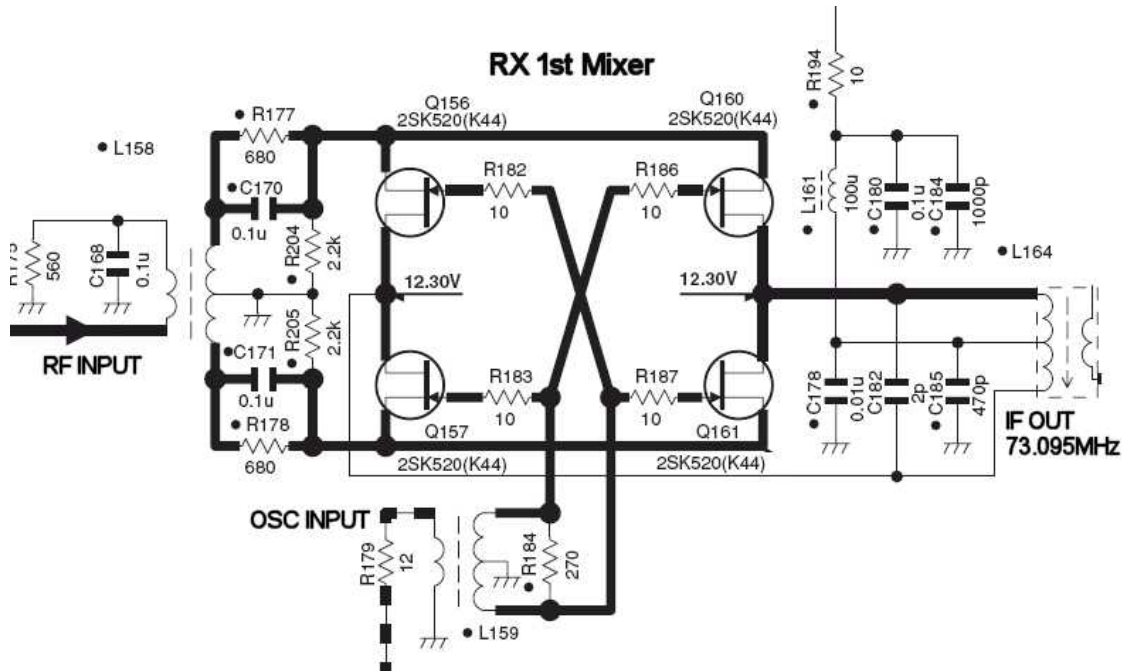 RX 1st Mixer
R194
10
Q156
2SK520(K44)
Q160
2SK520(K44)
R177
680
L158
C170
0.1u
R182
10
R186
10
L161
100u
C180
0.1u
C184
1000p
560
C168
0.1u
R204
2.2k
L164
12.30V
12.30V
RF INPUT
R205
2.2k
C171
0.1u
R183
10
R187
10
C178
0.01u
C182
2p
C185
470p
IF OUT
73.095MHz
R178
680
Q157
2SK520(K44)
Q161
2SK520(K44)
OSC INPUT
R179
12
R184
270
L159